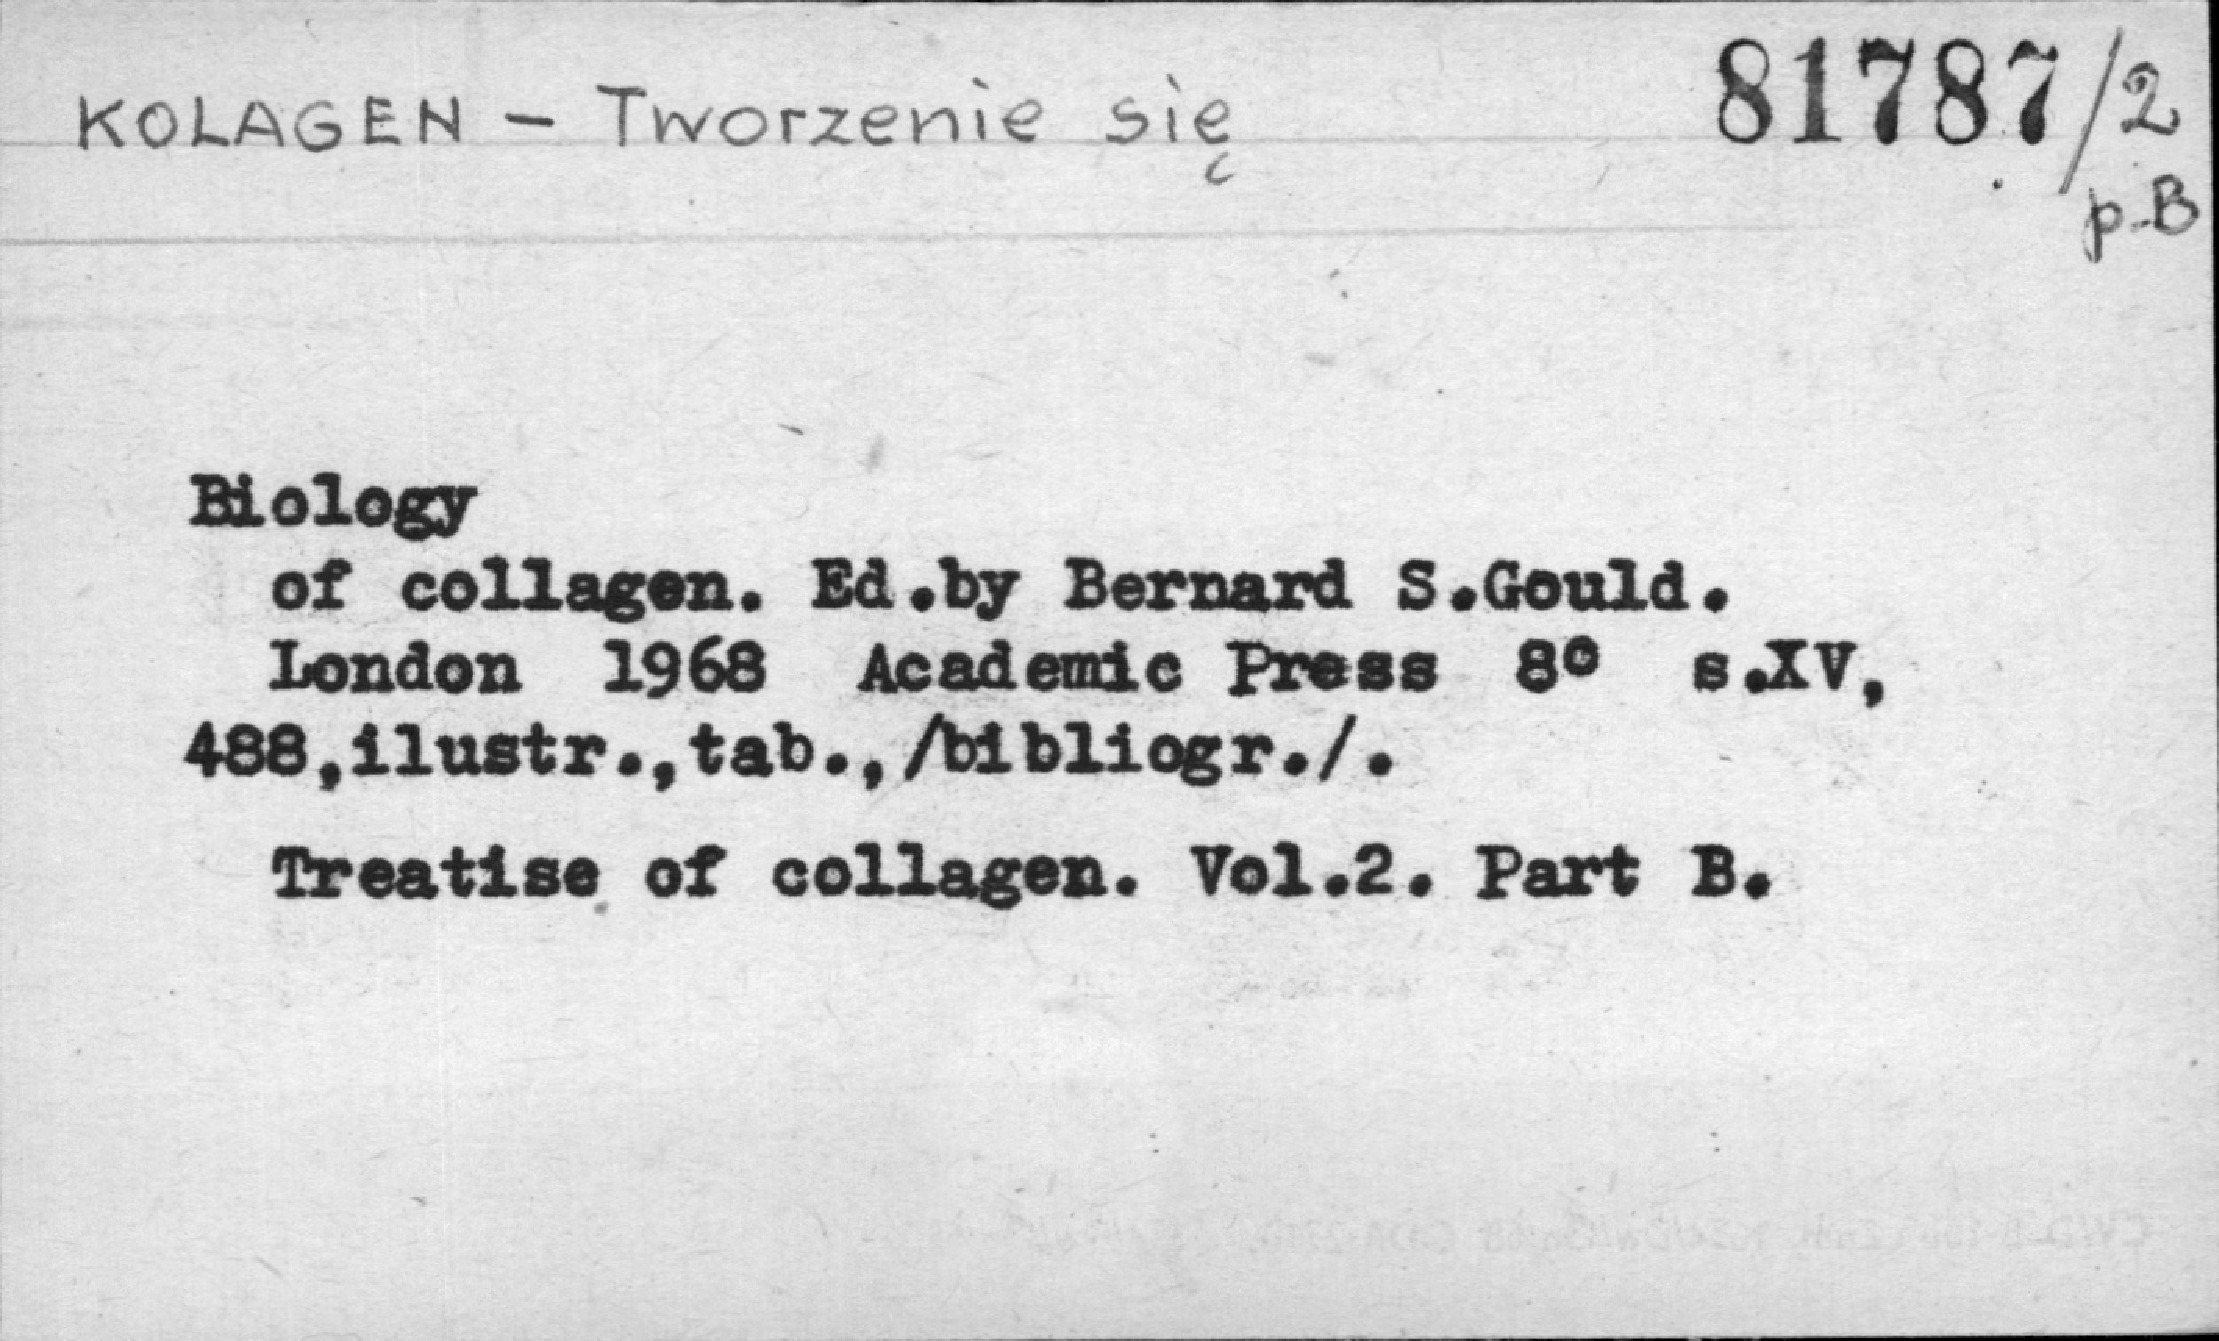 KOLAGEN - Tworzenie się
81787/2
p.B
Biology
of collagen. Ed.by Bernard S.Gould.
London 1968 Academic Press 8° s.XV,
488,ilustr.,tab.,/bibliogr./.
Treatise of collagen. Vol.2. Part B.